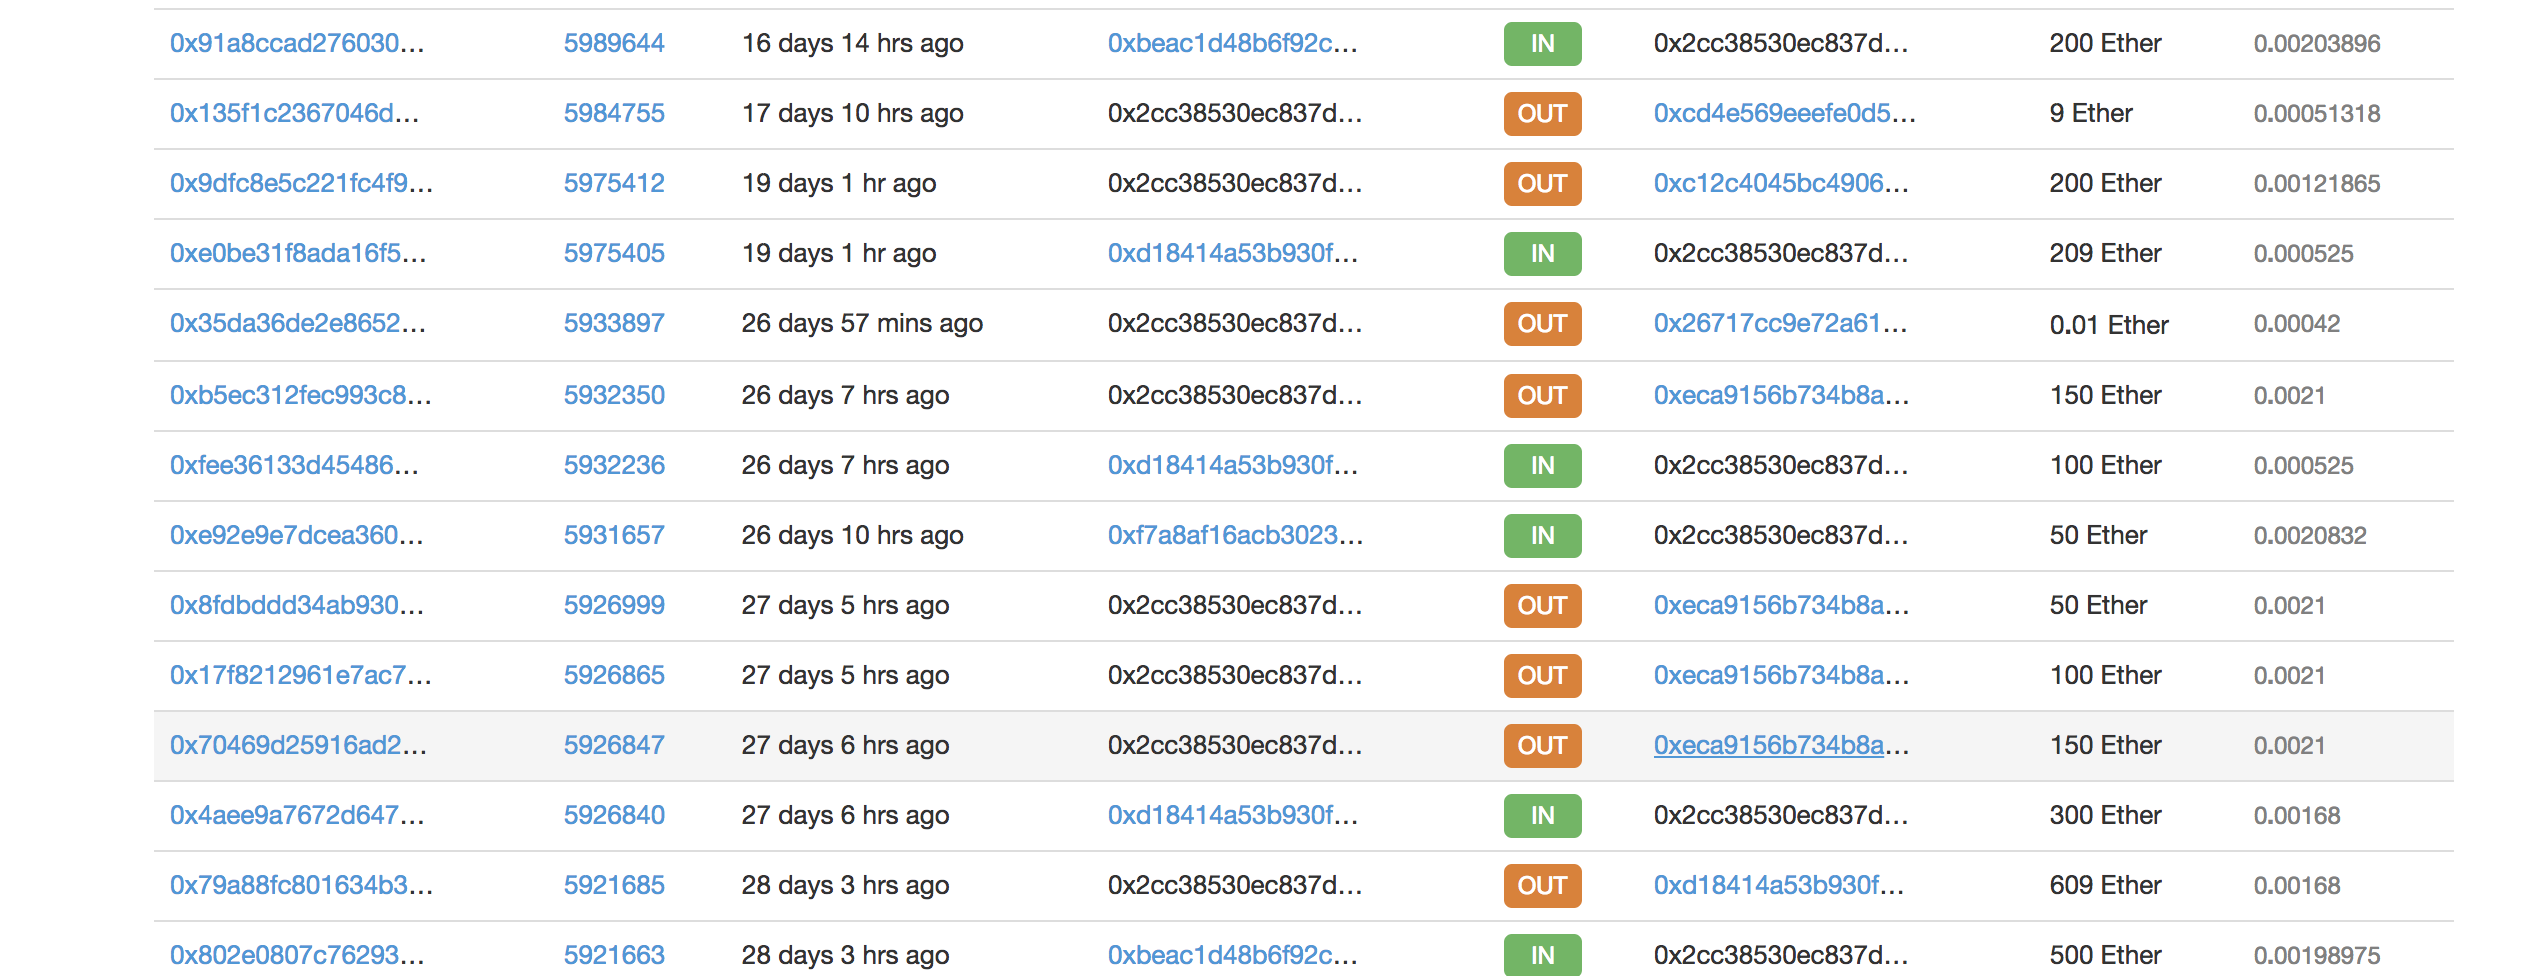 0x91a8ccad276030... 5989644 16 days 14 hrs ago 0xbeac1d48b6f92c... IN 0x2cc38530ec837d... 200 Ether 0.00203896
0x135f1c2367046d... 5984755 17 days 10 hrs ago 0x2cc38530ec837d... OUT 0xcd4e569eeefe0d5... 9 Ether 0.00051318
0x9dfc8e5c221fc4f9... 5975412 19 days 1 hr ago 0x2cc38530ec837d... OUT 0xc12c4045bc4906... 200 Ether 0.00121865
0xe0be31f8ada16f5... 5975405 19 days 1 hr ago 0xd18414a53b930f... IN 0x2cc38530ec837d... 209 Ether 0.000525
0x35da36de2e8652... 5933897 26 days 57 mins ago 0x2cc38530ec837d... OUT 0x26717cc9e72a61... 0.01 Ether 0.00042
0xb5ec312fec993c8... 5932350 26 days 7 hrs ago 0x2cc38530ec837d... OUT 0xeca9156b734b8a... 150 Ether 0.0021
0xfee36133d45486... 5932236 26 days 7 hrs ago 0xd18414a53b930f... IN 0x2cc38530ec837d... 100 Ether 0.000525
0xe92e9e7dcea360... 5931657 26 days 10 hrs ago 0xf7a8af16acb3023... IN 0x2cc38530ec837d... 50 Ether 0.0020832
0x8fdbddd34ab930... 5926999 27 days 5 hrs ago 0x2cc38530ec837d... OUT 0xeca9156b734b8a... 50 Ether 0.0021
0x17f8212961e7ac7... 5926865 27 days 5 hrs ago 0x2cc38530ec837d... OUT 0xeca9156b734b8a... 100 Ether 0.0021
0x70469d25916ad2... 5926847 27 days 6 hrs ago 0x2cc38530ec837d... OUT 0xeca9156b734b8a... 150 Ether 0.0021
0x4aee9a7672d647... 5926840 27 days 6 hrs ago 0xd18414a53b930f... IN 0x2cc38530ec837d... 300 Ether 0.00168
0x79a88fc801634b3... 5921685 28 days 3 hrs ago 0x2cc38530ec837d... OUT 0xd18414a53b930f... 609 Ether 0.00168
0x802e0807c76293... 5921663 28 days 3 hrs ago 0xbeac1d48b6f92c... IN 0x2cc38530ec837d... 500 Ether 0.00198975